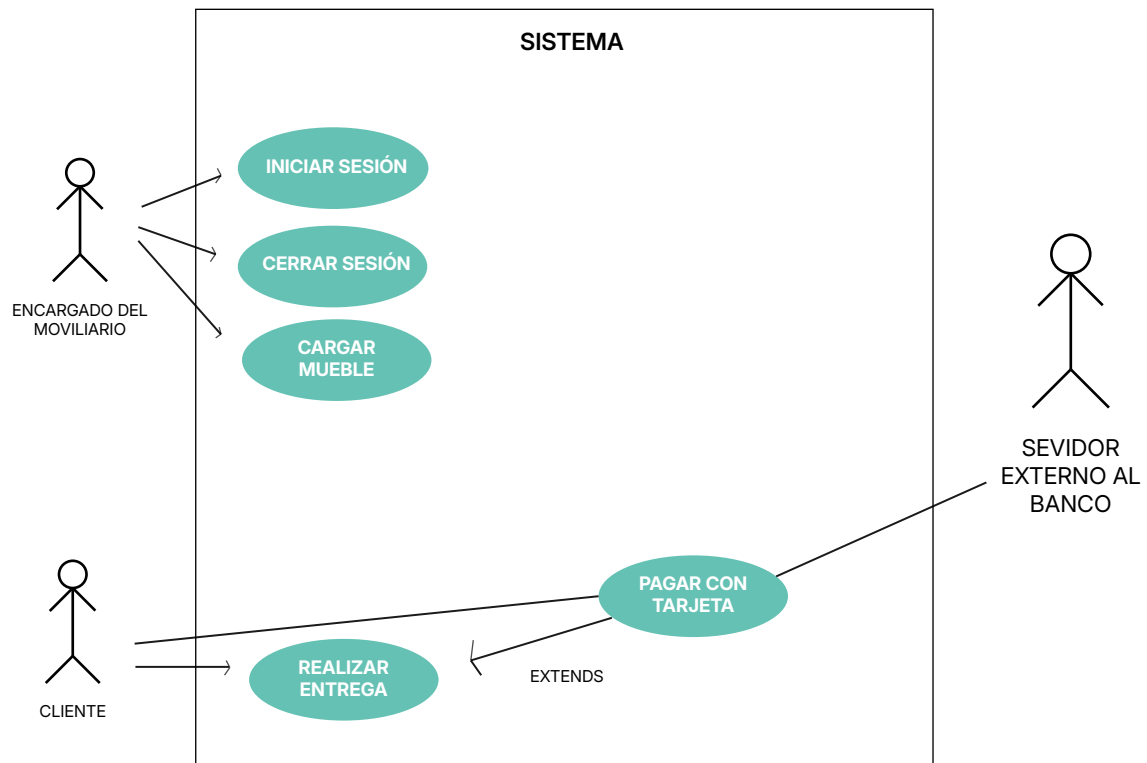 SISTEMA
INICIAR SESIÓN
CERRAR SESIÓN
ENCARGADO DEL
MOVILIARIO
CARGAR
MUEBLE
SEVIDOR
EXTERNO AL
BANCO
PAGAR CON
TARJETA
REALIZAR
ENTREGA
EXTENDS
CLIENTE